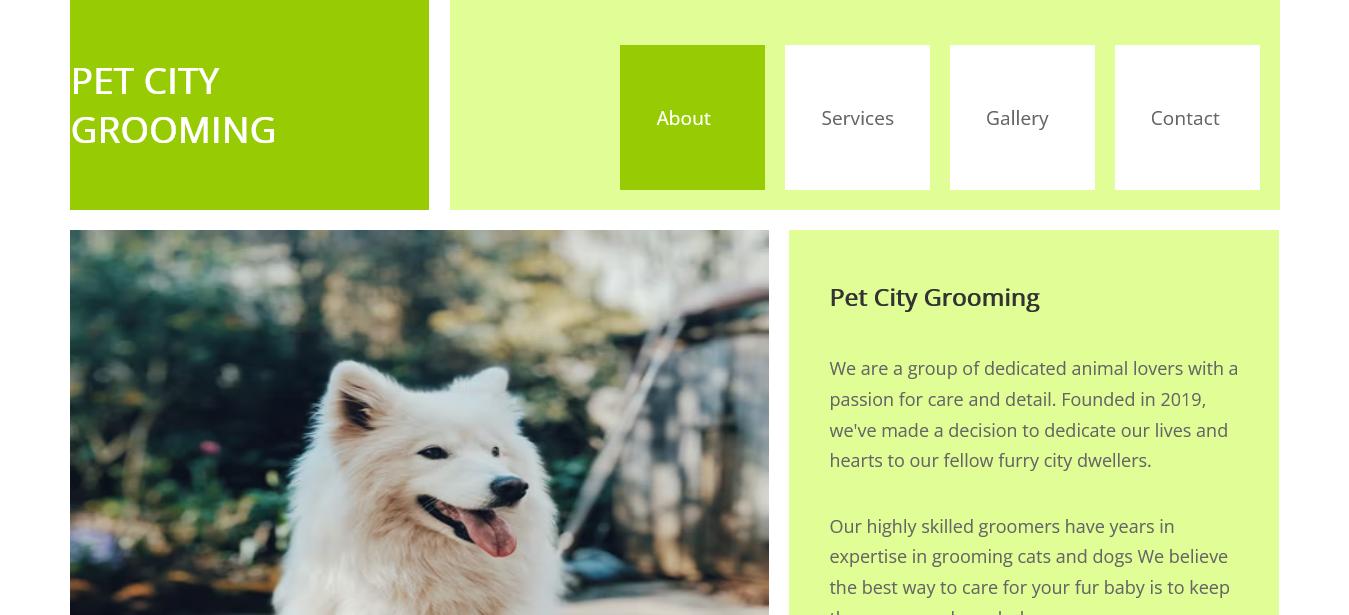 PET CITY
GROOMING
About
Services
Gallery
Contact
Pet City Grooming
We are a group of dedicated animal lovers with a
passion for care and detail. Founded in 2019,
we've made a decision to dedicate our lives and
hearts to our fellow furry city dwellers.
Our highly skilled groomers have years in
expertise in grooming cats and dogs We believe
the best way to care for your fur baby is to keep